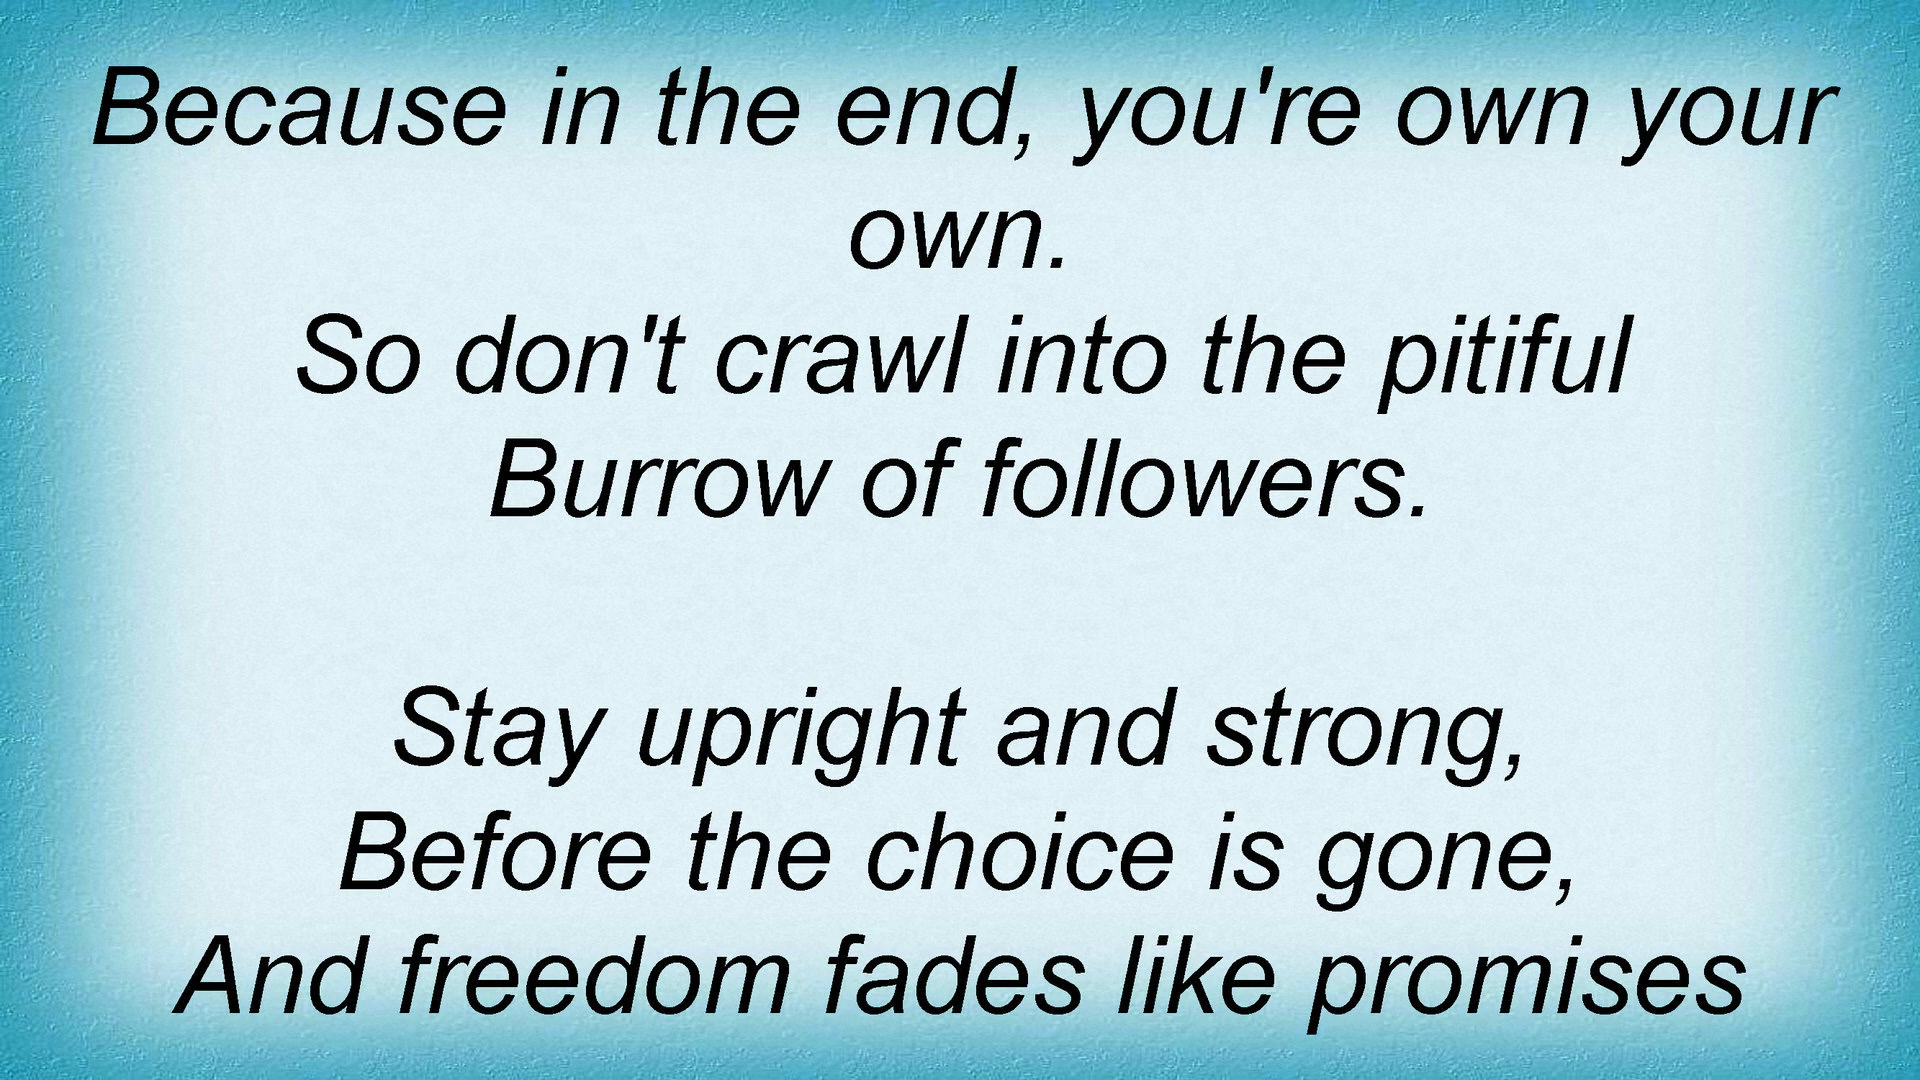 Because in the end, you're own your
own.
So don't crawl into the pitiful
Burrow of followers.
Stay upright and strong,
Before the choice is gone,
And freedom fades like promises